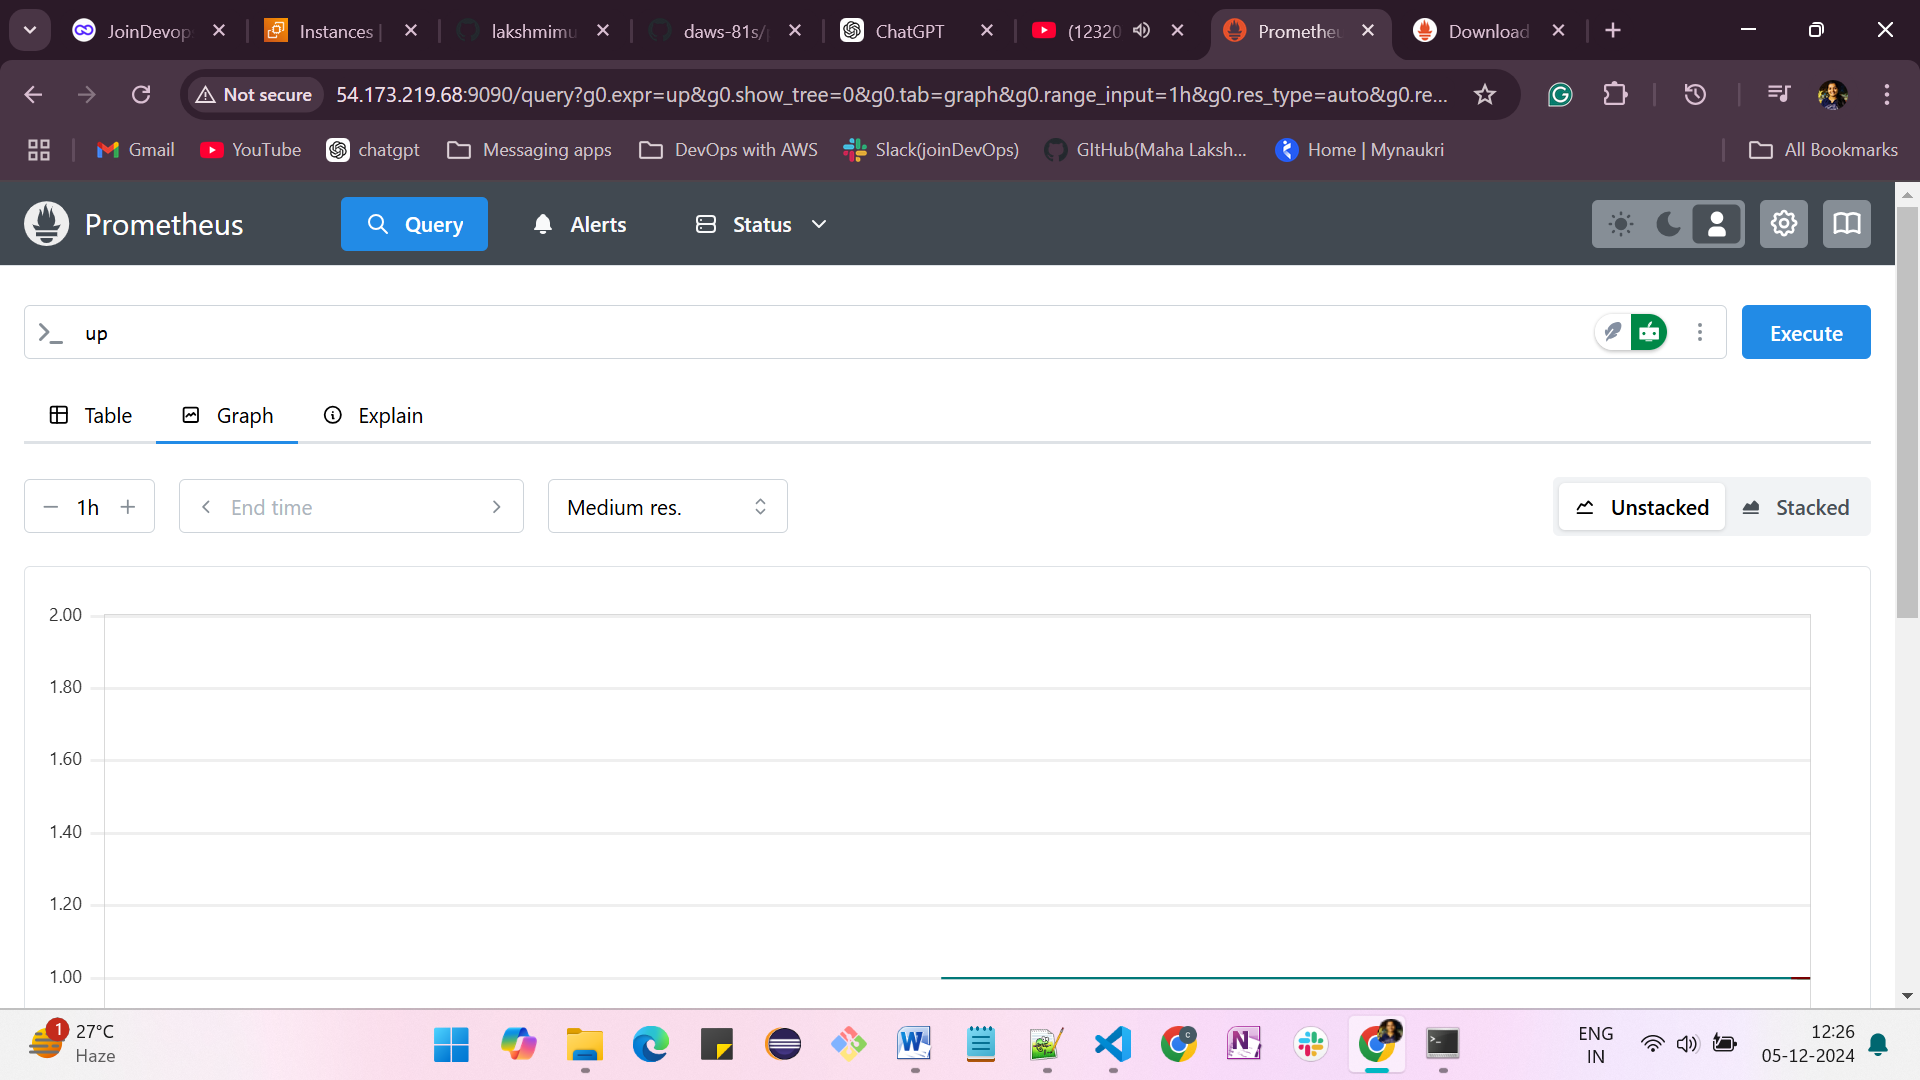 JoinDevop
Instances |
lakshmimu
daws-81s/p
ChatGPT
(12320
Prometheu
Download
Not secure
54.173.219.68:9090/query?g0.expr=up&g0.show_tree=0&g0.tab=graph&g0.range_input=1h&g0.res_type=auto&g0.re...
Gmail
YouTube
chatgpt
Messaging apps
DevOps with AWS
Slack(joinDevOps)
GItHub(Maha Laksh...
Home | Mynaukri
All Bookmarks
Prometheus
Query
Alerts
Status
up
Execute
Table
Graph
Explain
1h
End time
Medium res.
Unstacked
Stacked
2.00
1.80
1.60
1.40
1.20
1.00
1
27°C
Haze
ENG
IN
12:26
05-12-2024